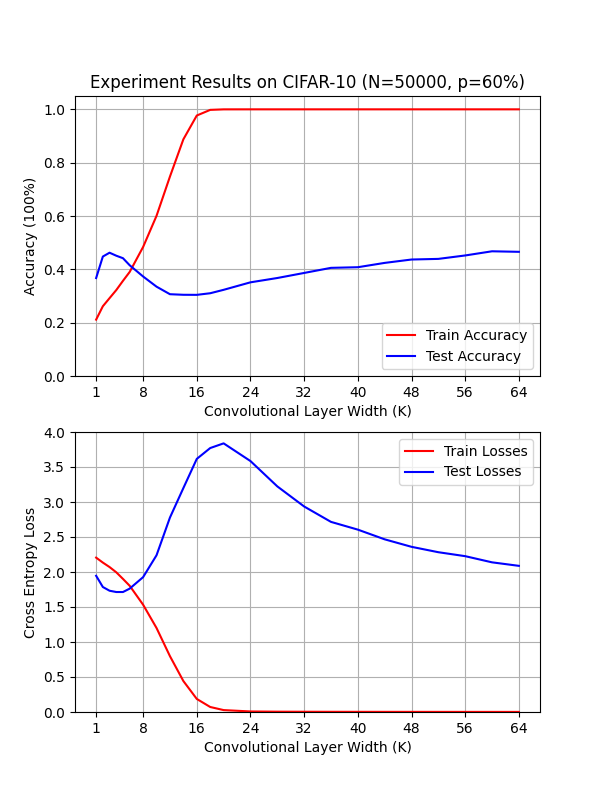 Experiment Results on CIFAR-10 (N=50000, p=60%)
1.0
0.8
0.6
0.4
0.2
0.0
Accuracy (100%)
Train Accuracy
Test Accuracy
1 8 16 24 32 40 48 56 64
Convolutional Layer Width (K)
4.0
3.5
3.0
2.5
2.0
1.5
1.0
0.5
0.0
Cross Entropy Loss
Train Losses
Test Losses
1 8 16 24 32 40 48 56 64
Convolutional Layer Width (K)